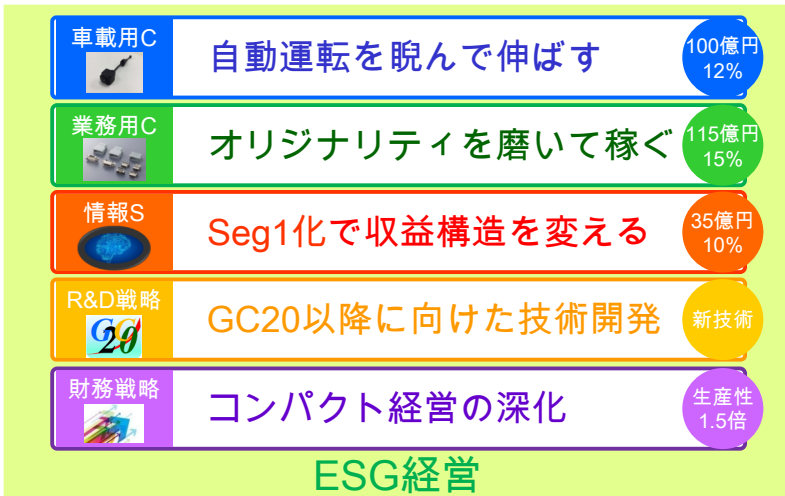 車載用C
自動運転を睨んで伸ばす
100億円
12%
業務用C
オリジナリティを磨いて稼ぐ
115億円
15%
情報S
Seg1化で収益構造を変える
35億円
10%
R&D戦略
GC20
GC20以降に向けた技術開発
新技術
財務戦略
コンパクト経営の深化
生産性
1.5倍
ESG経営